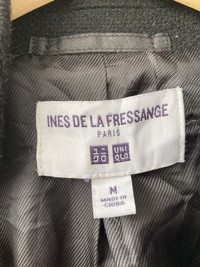 INES DE LA FRESSANGE
PARIS
ユニ UNI
クロ QLO
M
MADE IN
CHINA